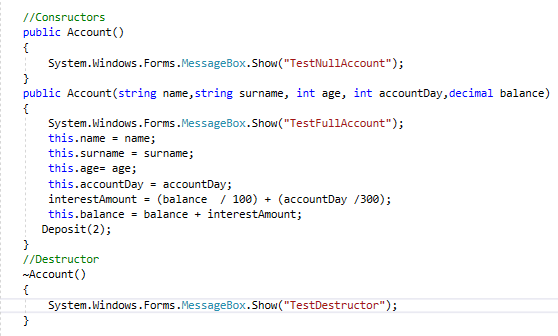 //Consructors
public Account()
{
System.Windows.Forms.MessageBox.Show("TestNullAccount");
}
public Account(string name,string surname, int age, int accountDay,decimal balance)
{
System.Windows.Forms.MessageBox.Show("TestFullAccount");
this.name = name;
this.surname = surname;
this.age= age;
this.accountDay = accountDay;
interestAmount = (balance  / 100) + (accountDay /300);
this.balance = balance + interestAmount;
Deposit(2);
}
//Destructor
~Account()
{
System.Windows.Forms.MessageBox.Show("TestDestructor");
}